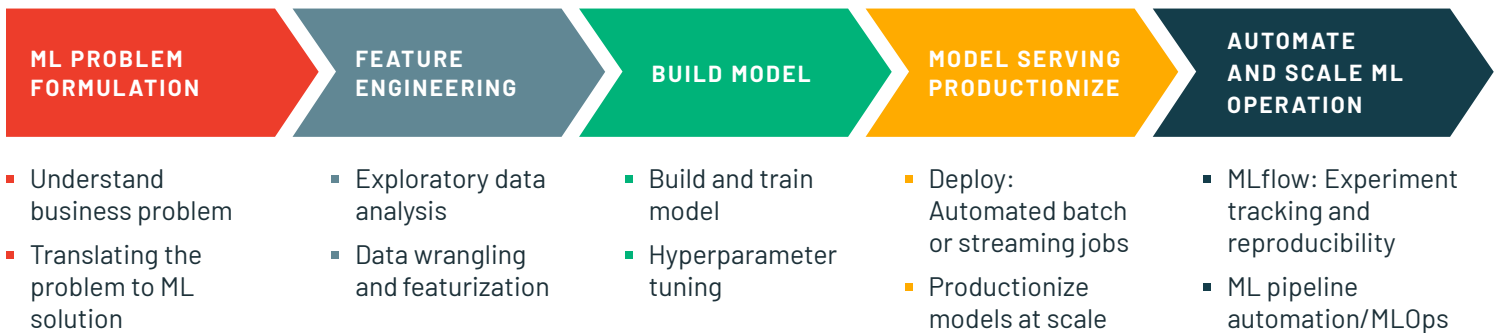 ML PROBLEM
FORMULATION
FEATURE
ENGINEERING
BUILD MODEL
MODEL SERVING
PRODUCTIONIZE
AUTOMATE
AND SCALE ML
OPERATION
Understand
business problem
Translating the
problem to ML
solution
Exploratory data
analysis
Data wrangling
and featurization
Build and train
model
Hyperparameter
tuning
Deploy:
Automated batch
or streaming jobs
Productionize
models at scale
MLflow: Experiment
tracking and
reproducibility
ML pipeline
automation/MLOps